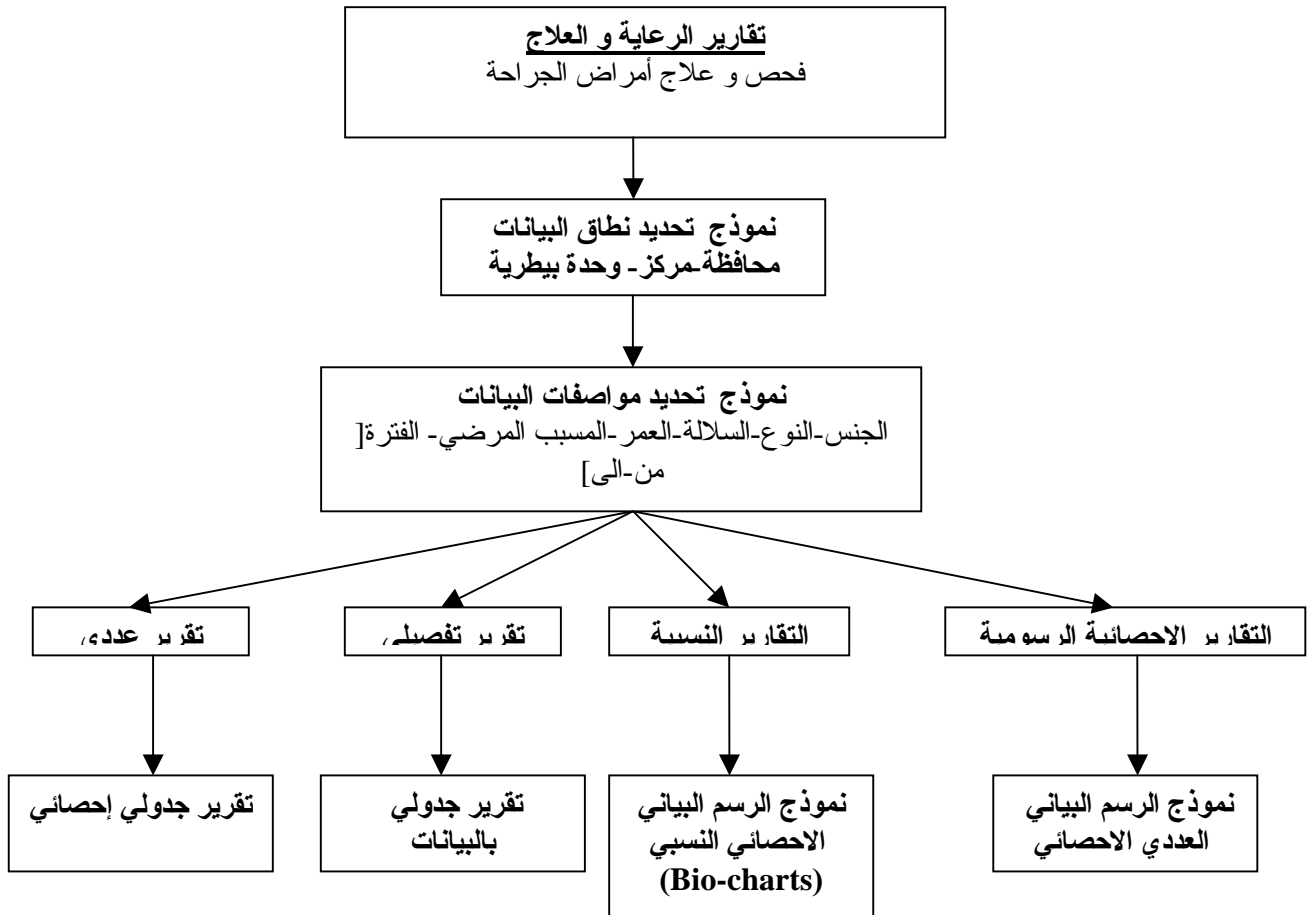 تقارير الرعاية و العلاج
فحص و علاج أمراض الجراحة
نموذج تحديد نطاق البيانات
محافظة-مركز- وحدة بيطرية
نموذج تحديد مواصفات البيانات
الجنس-النوع-السلالة-العمر-المسبب المرضي- الفترة[
من-الى]
التقارير الاحصائية الرسومية
التقارير النسبية
تقرير تفصيلي
تقرير عددي
نموذج الرسم البياني
العددي الاحصائي
نموذج الرسم البياني
الاحصائي النسبي
(Bio-charts)
تقرير جدولي
بالبيانات
تقرير جدولي إحصائي